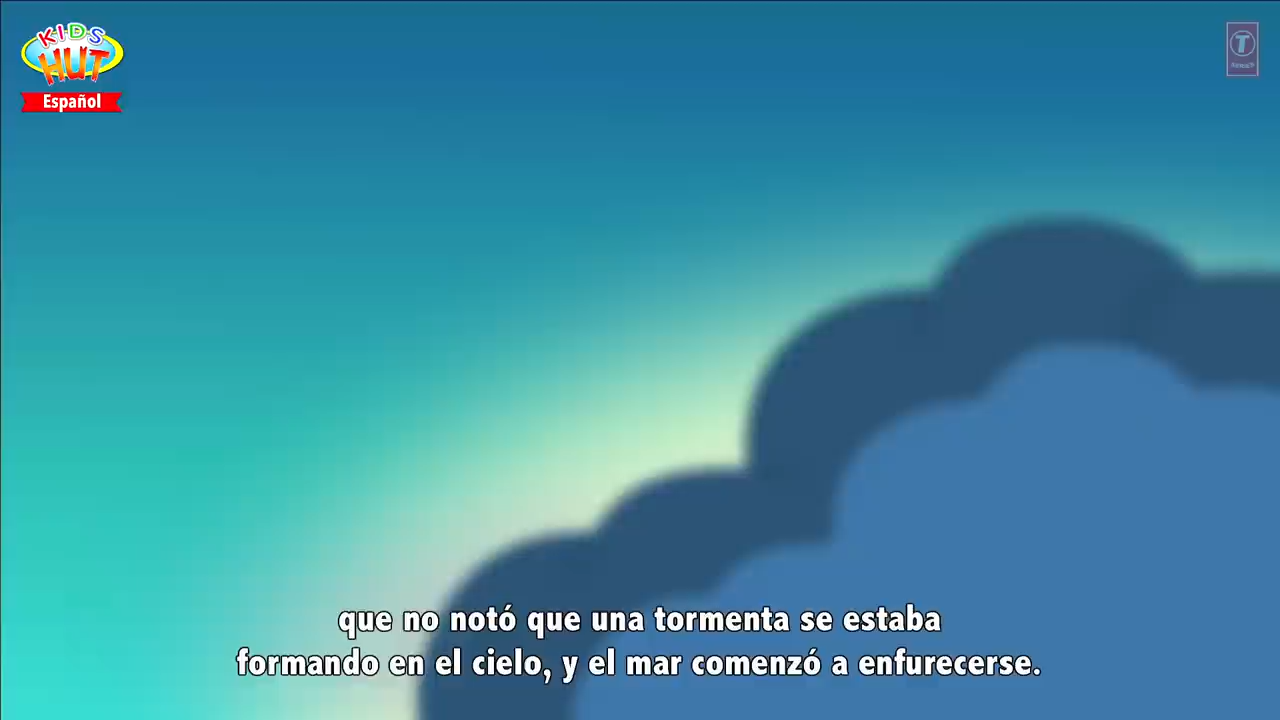 KIDS
HUT
Español
T
que no notó que una tormenta se estaba
formando en el cielo, y el mar comenzó a enfurecerse.